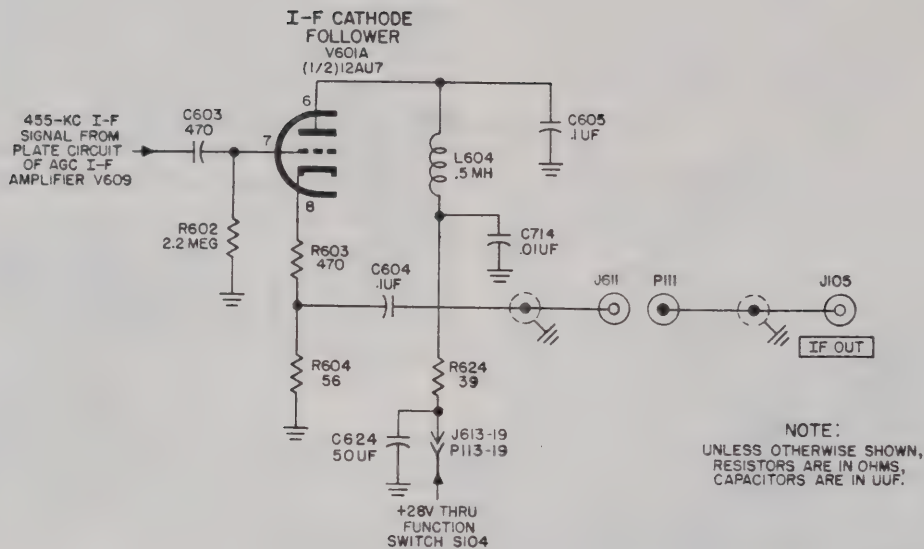 I-F CATHODE
FOLLOWER
V601A
(1/2)12AU7
6
7
8
455-KC I-F
SIGNAL FROM
PLATE CIRCUIT
OF AGC I-F
AMPLIFIER V609
C603
470
R602
2.2 MEG
R603
470
R604
56
C604
.1UF
L604
.5 MH
C605
.1UF
C714
.01UF
J611
P111
J105
IF OUT
R624
39
C624
50UF
J613-19
P113-19
+28V THRU
FUNCTION
SWITCH S104
NOTE:
UNLESS OTHERWISE SHOWN,
RESISTORS ARE IN OHMS,
CAPACITORS ARE IN UUF.